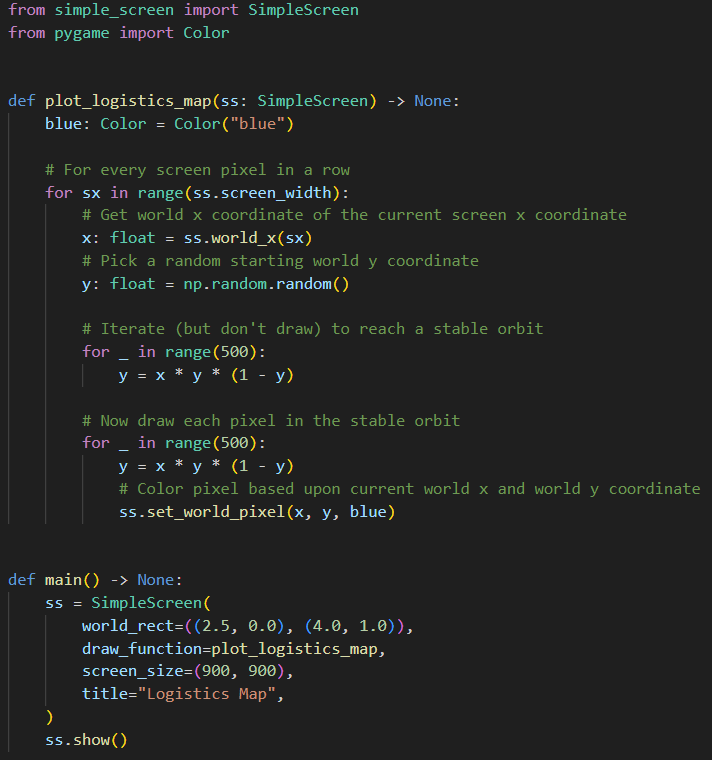 from simple_screen import SimpleScreen
from pygame import Color
def plot_logistics_map(ss: SimpleScreen) -> None:
    blue: Color = Color("blue")
    # For every screen pixel in a row
    for sx in range(ss.screen_width):
        # Get world x coordinate of the current screen x coordinate
        x: float = ss.world_x(sx)
        # Pick a random starting world y coordinate
        y: float = np.random.random()
        # Iterate (but don't draw) to reach a stable orbit
        for _ in range(500):
            y = x * y * (1 - y)
        # Now draw each pixel in the stable orbit
        for _ in range(500):
            y = x * y * (1 - y)
            # Color pixel based upon current world x and world y coordinate
            ss.set_world_pixel(x, y, blue)
def main() -> None:
    ss = SimpleScreen(
        world_rect=((2.5, 0.0), (4.0, 1.0)),
        draw_function=plot_logistics_map,
        screen_size=(900, 900),
        title="Logistics Map",
    )
    ss.show()